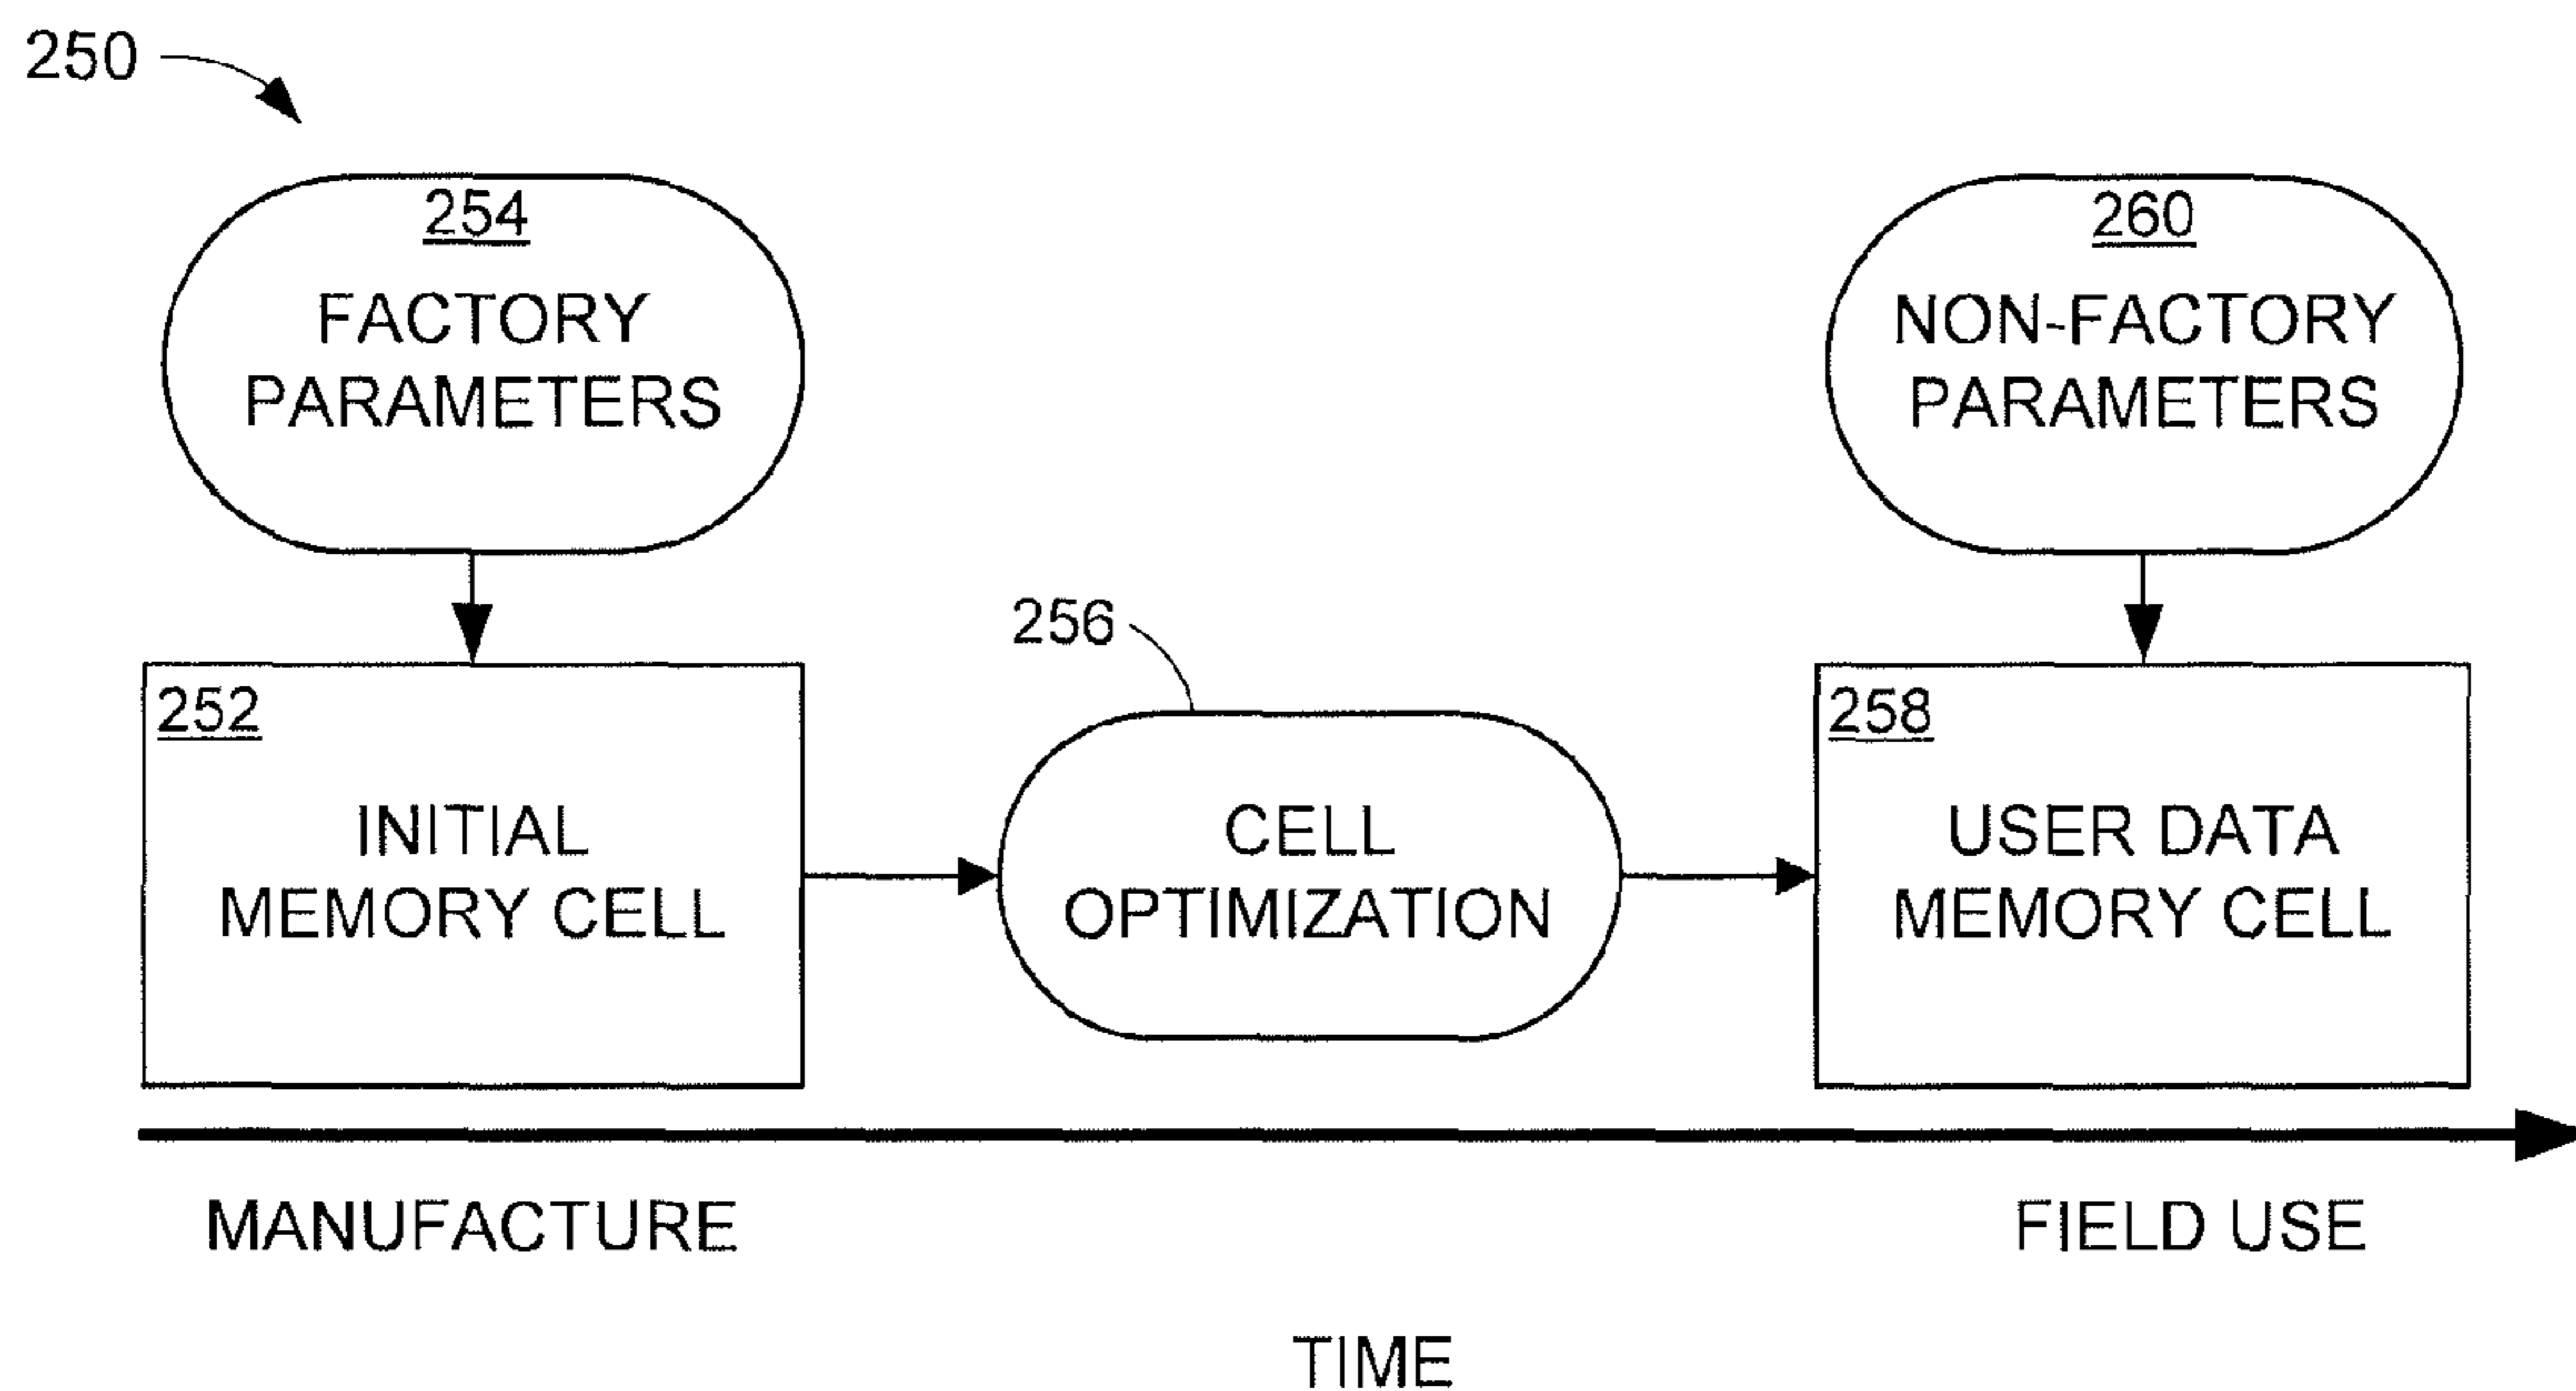 250
254
FACTORY
PARAMETERS
260
NON-FACTORY
PARAMETERS
256
252
INITIAL
MEMORY CELL
CELL
OPTIMIZATION
258
USER DATA
MEMORY CELL
MANUFACTURE
FIELD USE
TIME